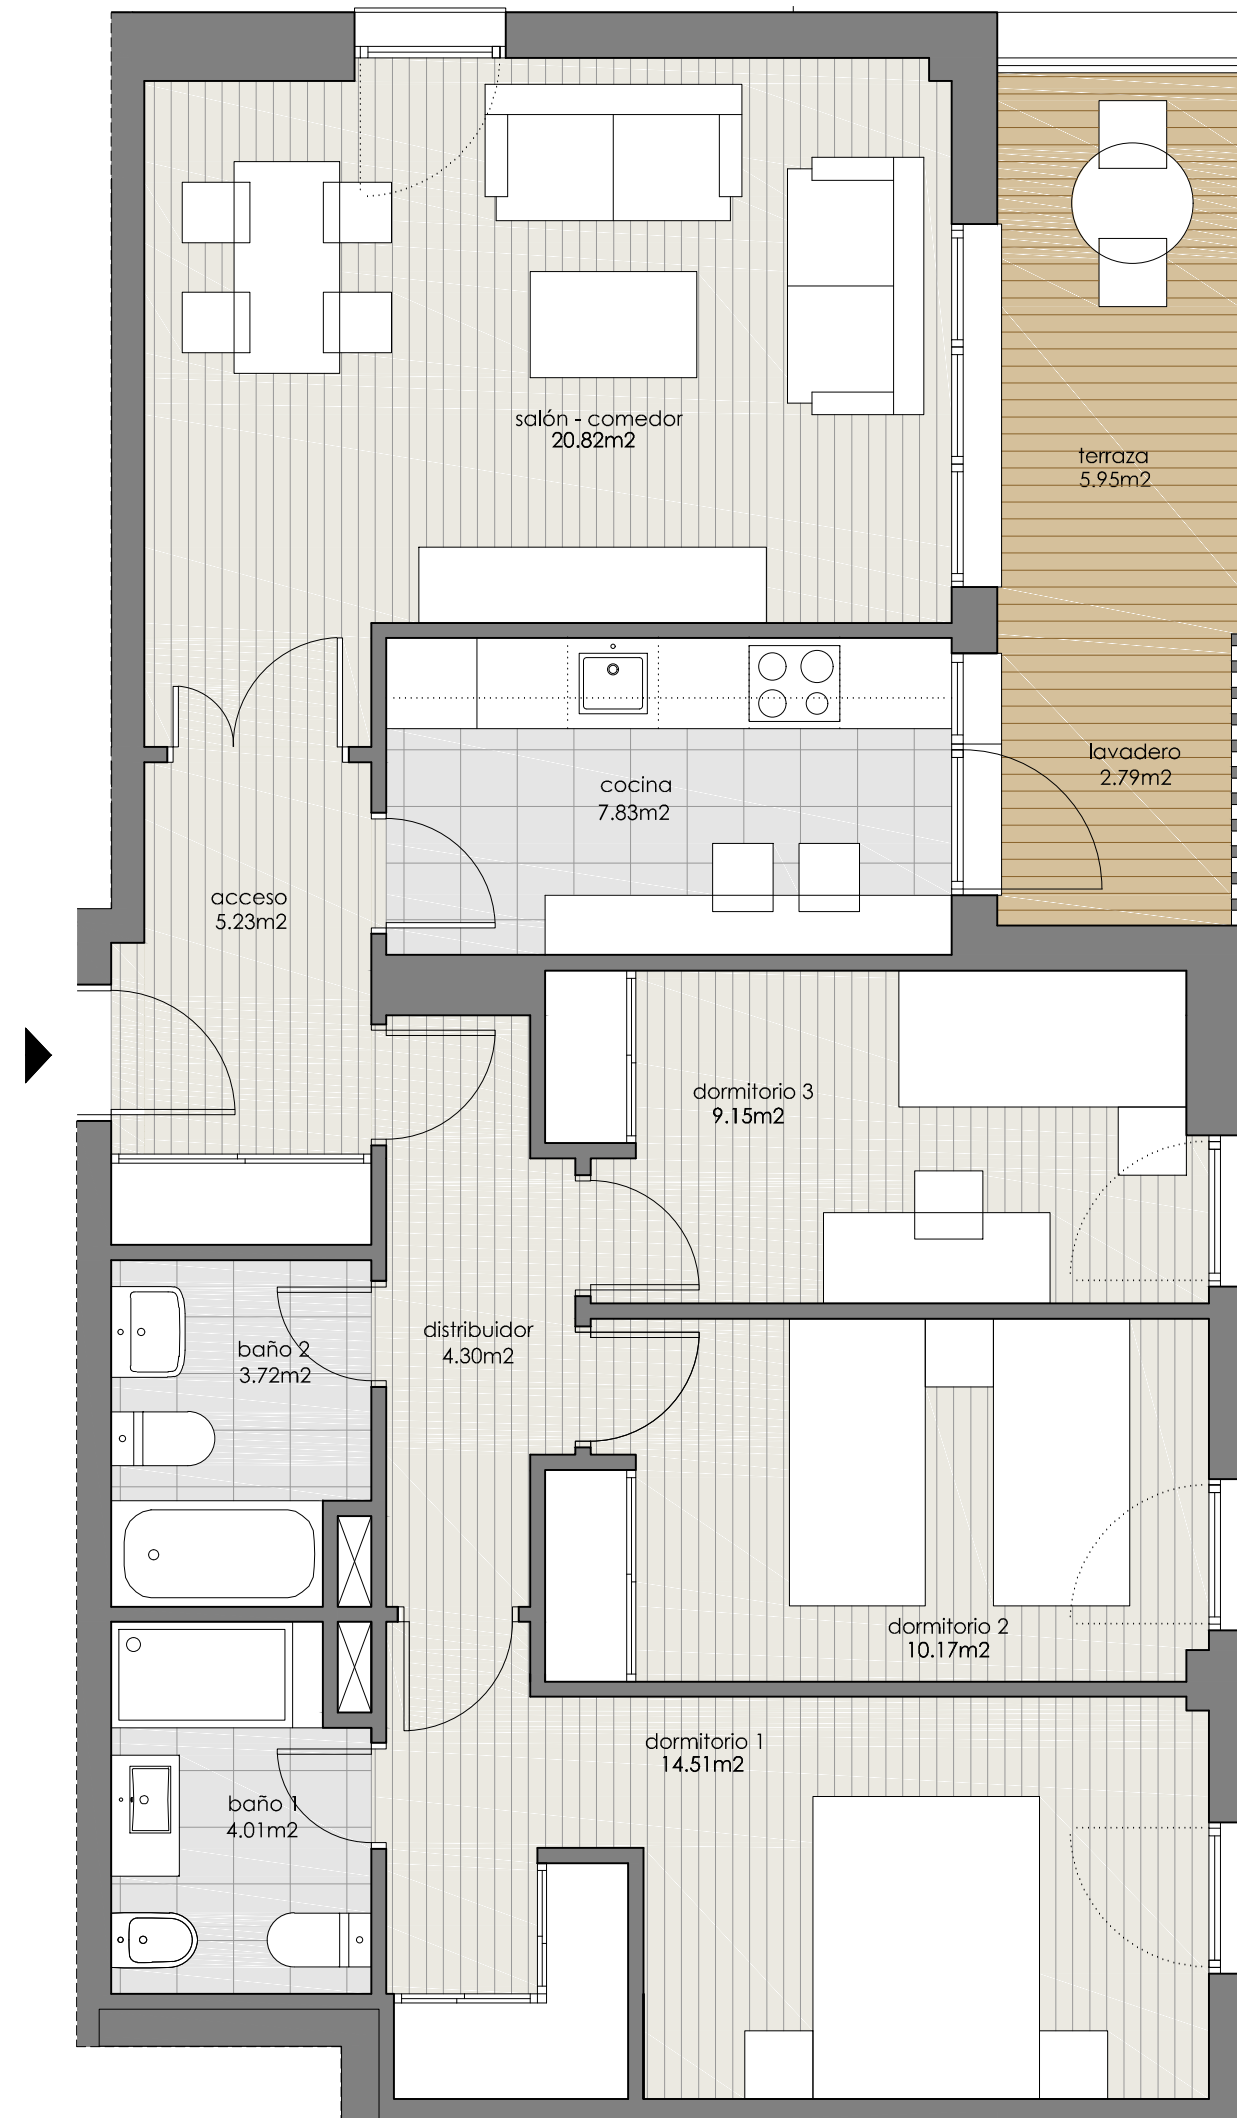 salón - comedor
20.82m2
terraza
5.95m2
lavadero
2.79m2
cocina
7.83m2
acceso
5.23m2
dormitorio 3
9.15m2
distribuidor
4.30m2
baño 2
3.72m2
dormitorio 2
10.17m2
dormitorio 1
14.51m2
baño 1
4.01m2